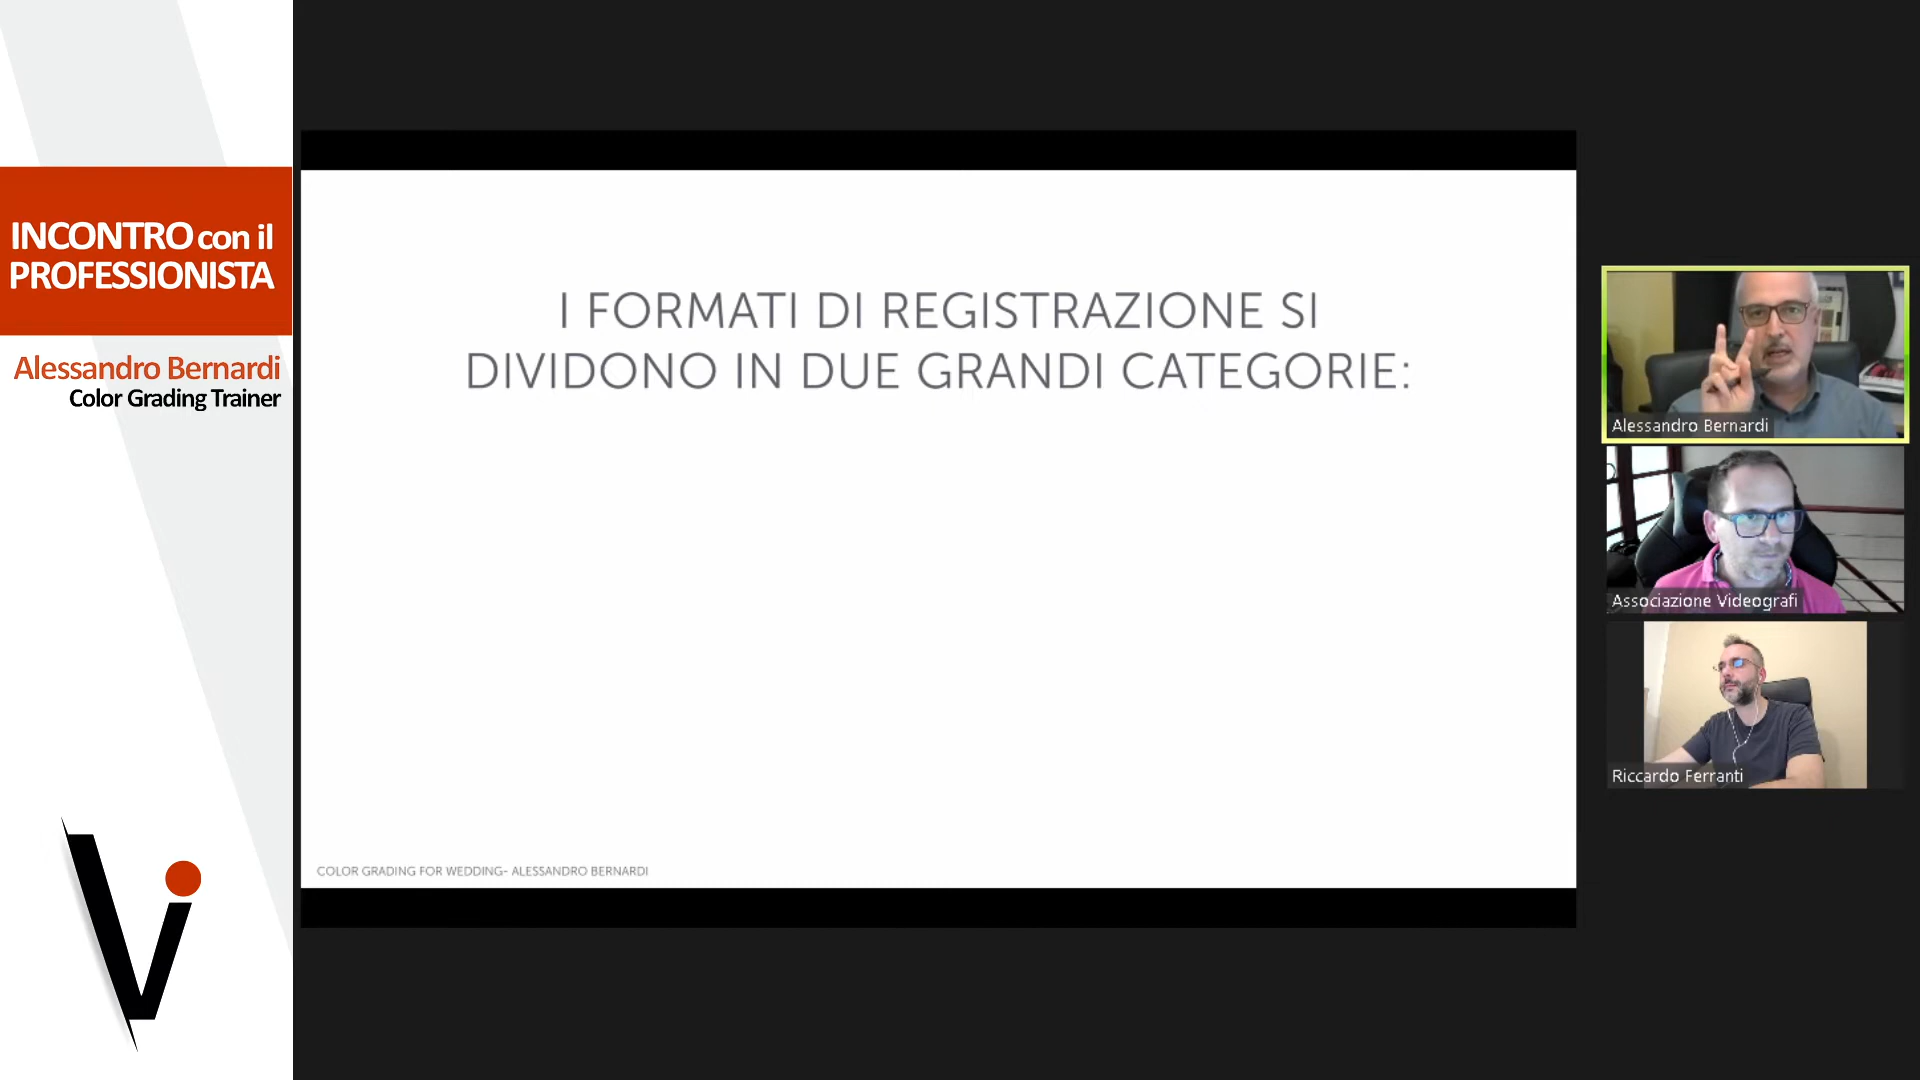 INCONTRO con il
PROFESSIONISTA
Alessandro Bernardi
Color Grading Trainer
I FORMATI DI REGISTRAZIONE SI
DIVIDONO IN DUE GRANDI CATEGORIE:
COLOR GRADING FOR WEDDING- ALESSANDRO BERNARDI
Alessandro Bernardi
Associazione Videografi
Riccardo Ferranti